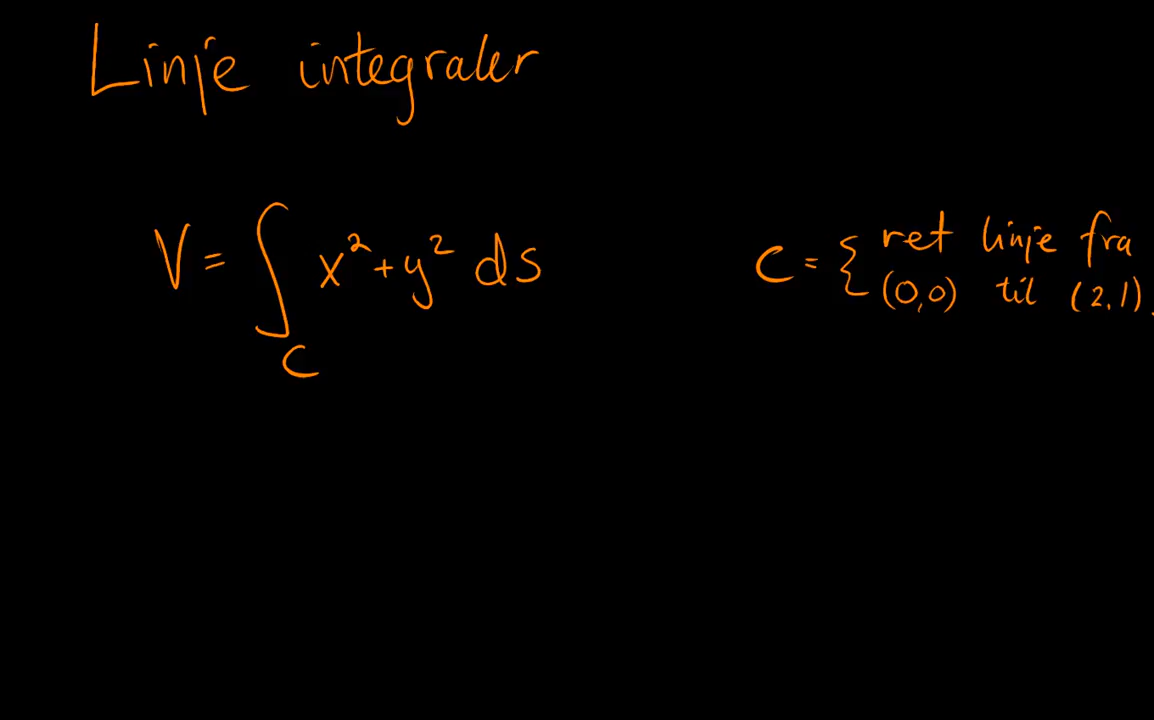 Linje integraler
V = ∫_C x² + y² ds
C = { ret linje fra
(0,0) til (2,1)